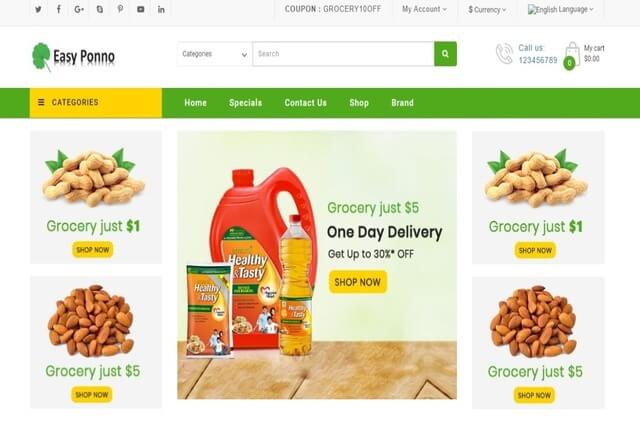 COUPON : GROCERY10OFF
My Account
$ Currency
English Language
Easy Ponno
Categories
Search
Call us:
123456789
My cart
0
$0.00
CATEGORIES
Home
Specials
Contact Us
Shop
Brand
Grocery just $1
SHOP NOW
Grocery just $5
SHOP NOW
Healthy
&Tasty
Healthy
&Tasty
Healthy
&Tasty
Grocery just $5
One Day Delivery
Get Up to 30%* OFF
SHOP NOW
Grocery just $1
SHOP NOW
Grocery just $5
SHOP NOW